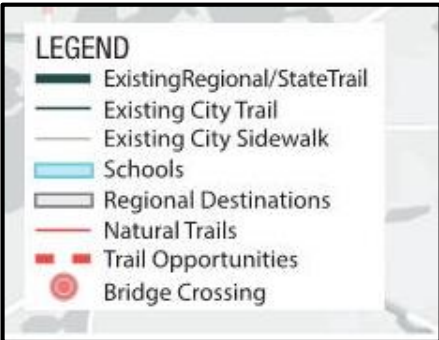 LEGEND
ExistingRegional/StateTrail
Existing City Trail
Existing City Sidewalk
Schools
Regional Destinations
Natural Trails
Trail Opportunities
Bridge Crossing